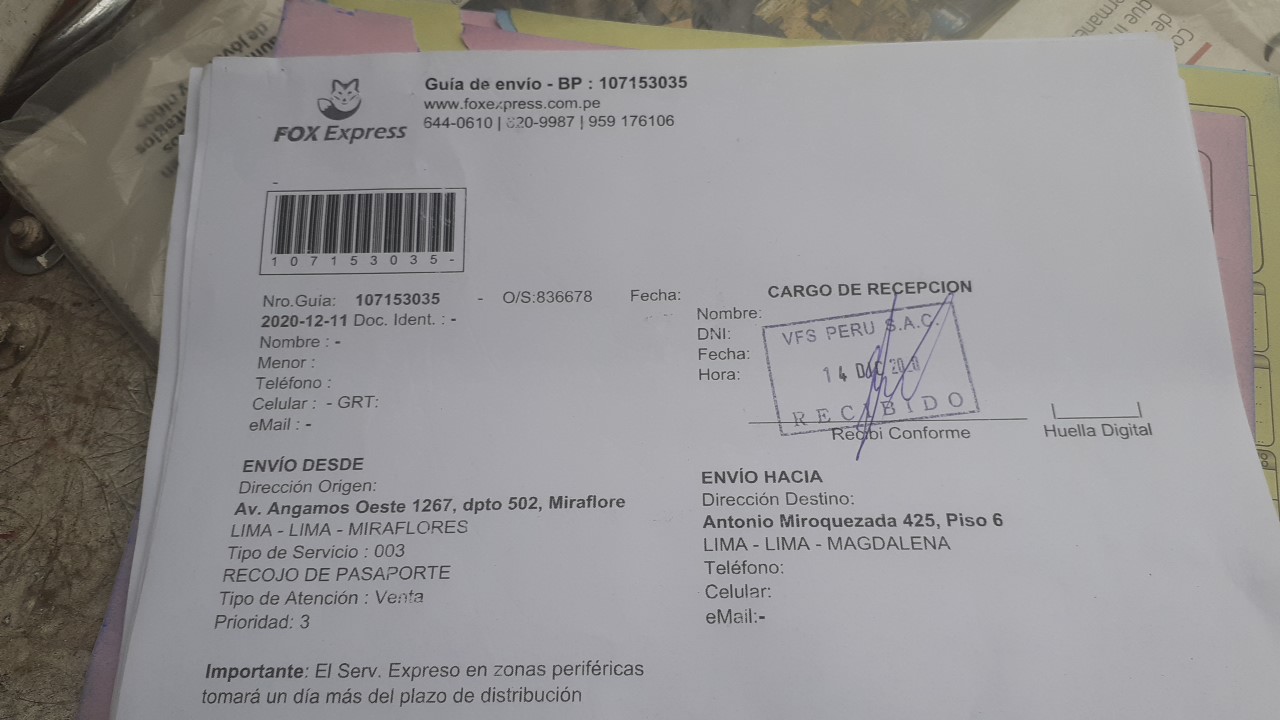 FOX Express
Guía de envío - BP : 107153035
www.foxexpress.com.pe
644-0610 | 820-9987 | 959 176106
107153035-
Nro.Guía: 107153035 - O/S:836678 Fecha:
2020-12-11 Doc. Ident. : -
Nombre : -
Menor :
Teléfono :
Celular : - GRT:
eMail : -
CARGO DE RECEPCION
Nombre:
DNI:
Fecha:
Hora:
VFS PERU S.A.C.
14 DIC 2020
RECIBIDO
Recibi Conforme
Huella Digital
ENVÍO DESDE
Dirección Origen:
Av. Angamos Oeste 1267, dpto 502, Miraflore
LIMA - LIMA - MIRAFLORES
Tipo de Servicio : 003
RECOJO DE PASAPORTE
Tipo de Atención : Venta
Prioridad: 3
ENVÍO HACIA
Dirección Destino:
Antonio Miroquezada 425, Piso 6
LIMA - LIMA - MAGDALENA
Teléfono:
Celular:
eMail:-
Importante: El Serv. Expreso en zonas periféricas
tomará un día más del plazo de distribución